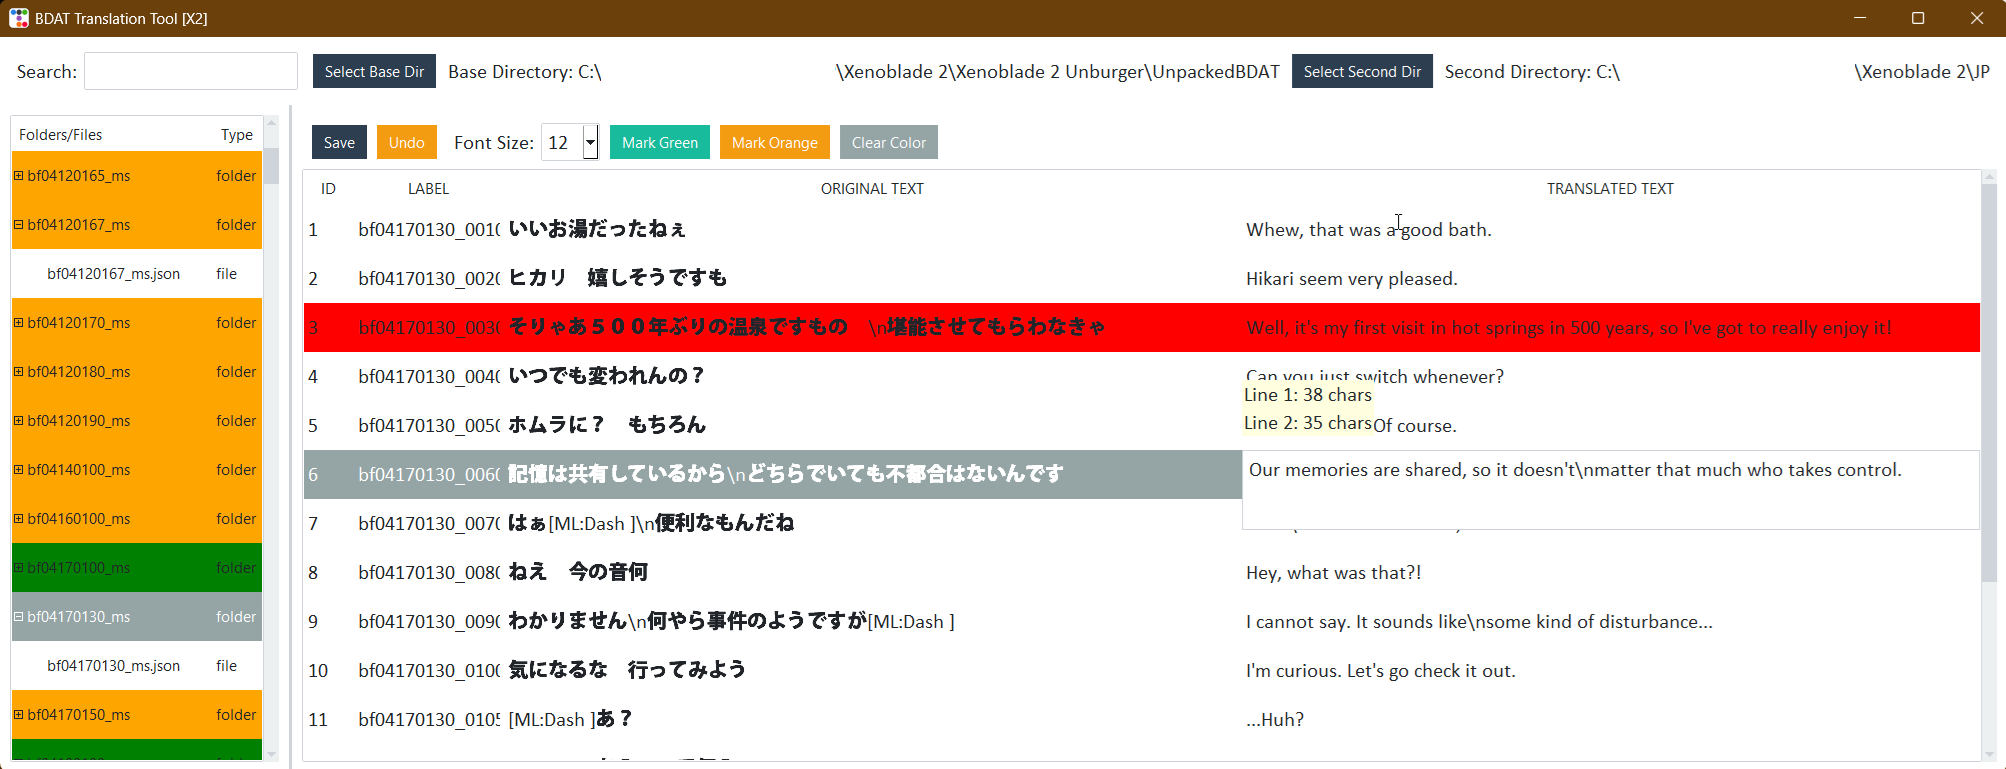 BDAT Translation Tool [X2]
Search:
Select Base Dir
Base Directory: C:\
\Xenoblade 2\Xenoblade 2 Unburger\UnpackedBDAT
Select Second Dir
Second Directory: C:\
\Xenoblade 2\JP
Folders/Files Type
bf04120165_ms folder
bf04120167_ms folder
bf04120167_ms.json file
bf04120170_ms folder
bf04120180_ms folder
bf04120190_ms folder
bf04140100_ms folder
bf04160100_ms folder
bf04170100_ms folder
bf04170130_ms folder
bf04170130_ms.json file
bf04170150_ms folder
Save Undo Font Size: 12 Mark Green Mark Orange Clear Color
ID LABEL ORIGINAL TEXT TRANSLATED TEXT
1 bf04170130_0010 いいお湯だったねぇ Whew, that was a good bath.
2 bf04170130_0020 ヒカリ　嬉しそうですも Hikari seem very pleased.
3 bf04170130_0030 そりゃあ５００年ぶりの温泉ですもの　\n堪能させてもらわなきゃ Well, it's my first visit in hot springs in 500 years, so I've got to really enjoy it!
4 bf04170130_0040 いつでも変われんの？ Can you just switch whenever?
Line 1: 38 chars
Line 2: 35 chars
5 bf04170130_0050 ホムラに？　もちろん Of course.
6 bf04170130_0060 記憶は共有しているから\nどちらでいても不都合はないんです Our memories are shared, so it doesn't\nmatter that much who takes control.
7 bf04170130_0070 はぁ[ML:Dash ]\n便利なもんだね
8 bf04170130_0080 ねえ　今の音何 Hey, what was that?!
9 bf04170130_0090 わかりません\n何やら事件のようですが[ML:Dash ] I cannot say. It sounds like\nsome kind of disturbance...
10 bf04170130_0100 気になるな　行ってみよう I'm curious. Let's go check it out.
11 bf04170130_0105 [ML:Dash ]あ？ ...Huh?